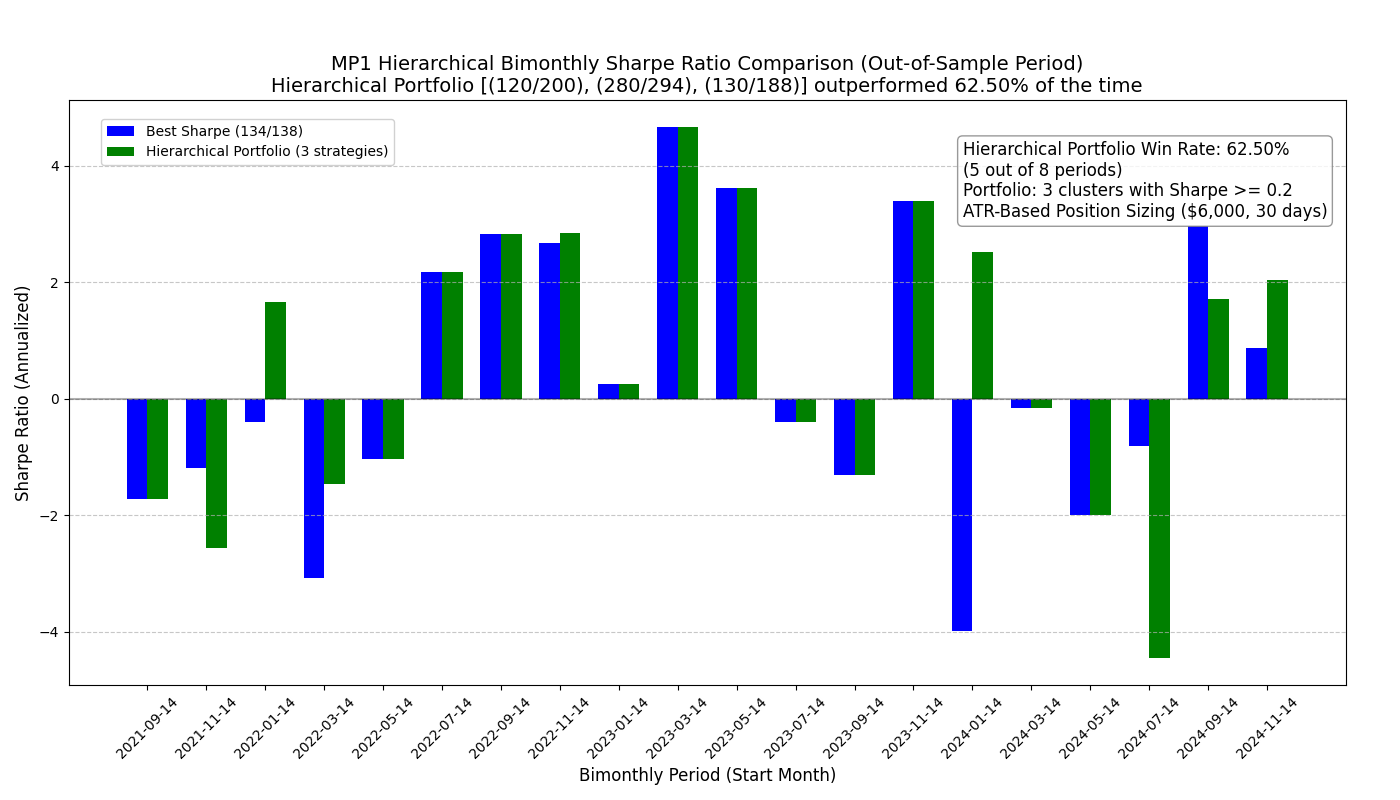 MP1 Hierarchical Bimonthly Sharpe Ratio Comparison (Out-of-Sample Period)
Hierarchical Portfolio [(120/200), (280/294), (130/188)] outperformed 62.50% of the time
Best Sharpe (134/138)
Hierarchical Portfolio (3 strategies)
Hierarchical Portfolio Win Rate: 62.50%
(5 out of 8 periods)
Portfolio: 3 clusters with Sharpe >= 0.2
ATR-Based Position Sizing ($6,000, 30 days)
Sharpe Ratio (Annualized)
4
2
0
−2
−4
2021-09-14
2021-11-14
2022-01-14
2022-03-14
2022-05-14
2022-07-14
2022-09-14
2022-11-14
2023-01-14
2023-03-14
2023-05-14
2023-07-14
2023-09-14
2023-11-14
2024-01-14
2024-03-14
2024-05-14
2024-07-14
2024-09-14
2024-11-14
Bimonthly Period (Start Month)